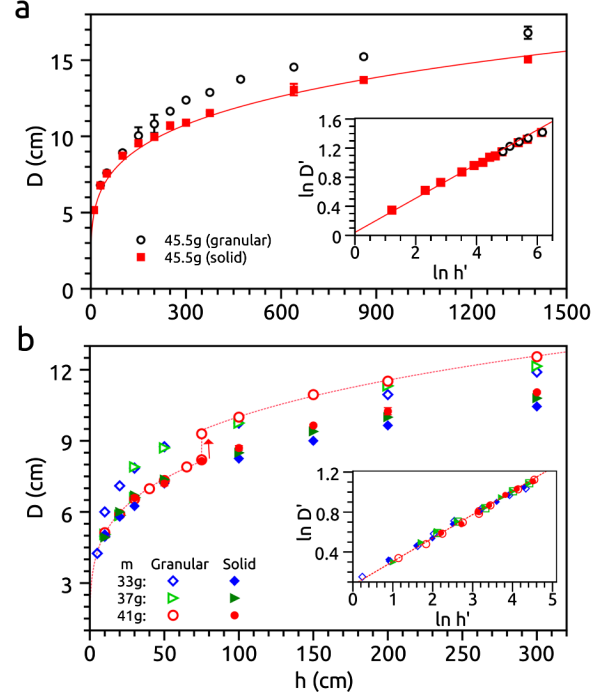 a
15
10
5
0
D (cm)
45.5g (granular)
45.5g (solid)
1.6
1.2
0.8
0.4
0
ln D'
0 1 2 3 4 5 6
ln h'
0 300 600 900 1200 1500
b
12
9
6
3
D (cm)
m Granular Solid
33g:
37g:
41g:
1.2
0.8
0.4
ln D'
0 1 2 3 4 5
ln h'
0 50 100 150 200 250 300
h (cm)